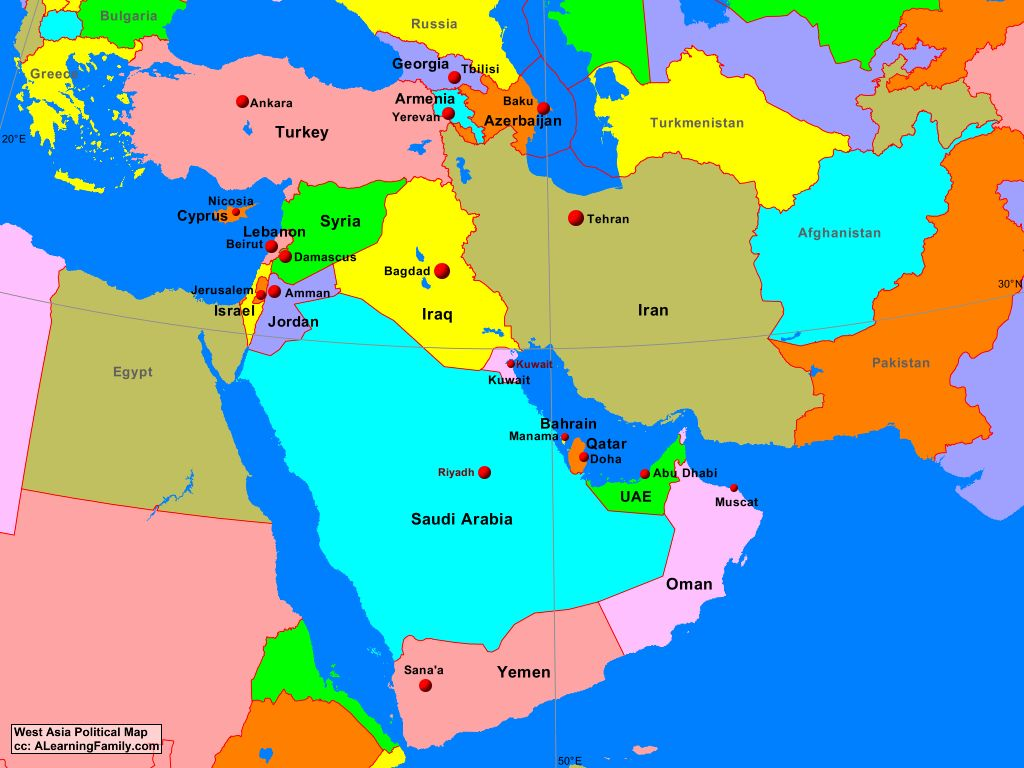 Bulgaria
Russia
Georgia
Tbilisi
Greece
Ankara
Armenia
Baku
Yerevan
Azerbaijan
Turkey
Turkmenistan
20°E
Nicosia
Cyprus
Syria
Tehran
Lebanon
Beirut
Afghanistan
Damascus
Bagdad
Jerusalem
Amman
30°N
Israel
Jordan
Iraq
Iran
Egypt
Kuwait
Kuwait
Pakistan
Bahrain
Manama
Qatar
Doha
Riyadh
Abu Dhabi
UAE
Muscat
Saudi Arabia
Oman
Sana'a
Yemen
West Asia Political Map
cc: ALearningFamily.com
50°E